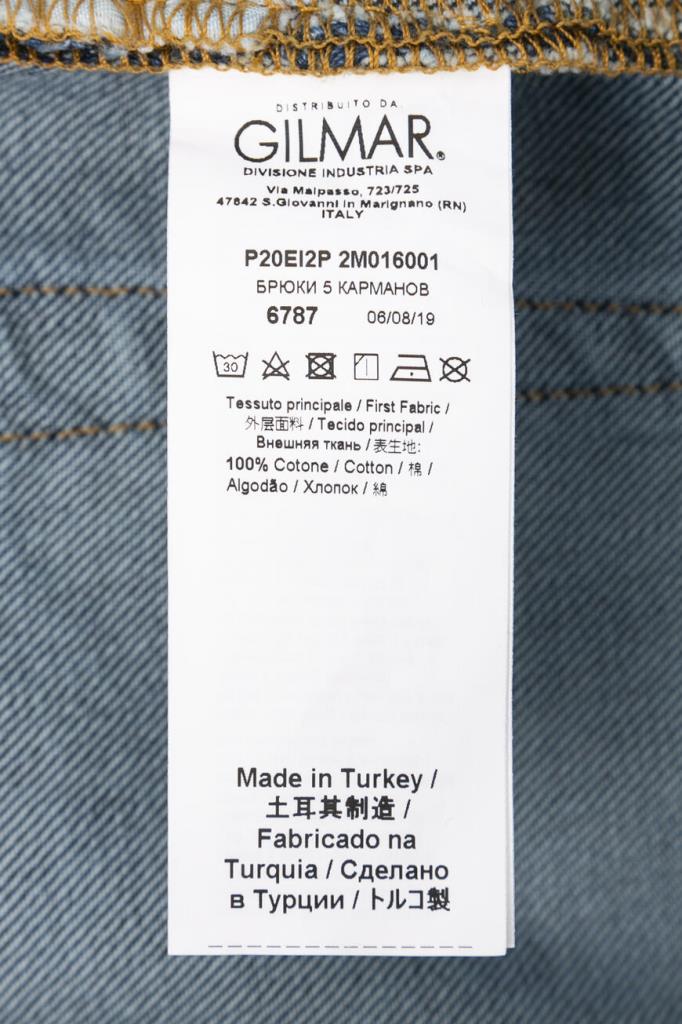 DISTRIBUITO DA
GILMAR®
DIVISIONE INDUSTRIA SPA
Via Malpasso, 723/725
47842 S.Giovanni in Marignano (RN)
ITALY
P20EI2P 2M016001
БРЮКИ 5 КАРМАНОВ
6787 06/08/19
30
Tessuto principale / First Fabric /
外层面料 / Tecido principal /
Внешняя ткань / 表生地:
100% Cotone / Cotton / 棉 /
Algodão / Хлопок / 綿
Made in Turkey /
土耳其制造 /
Fabricado na
Turquia / Сделано
в Турции / トルコ製